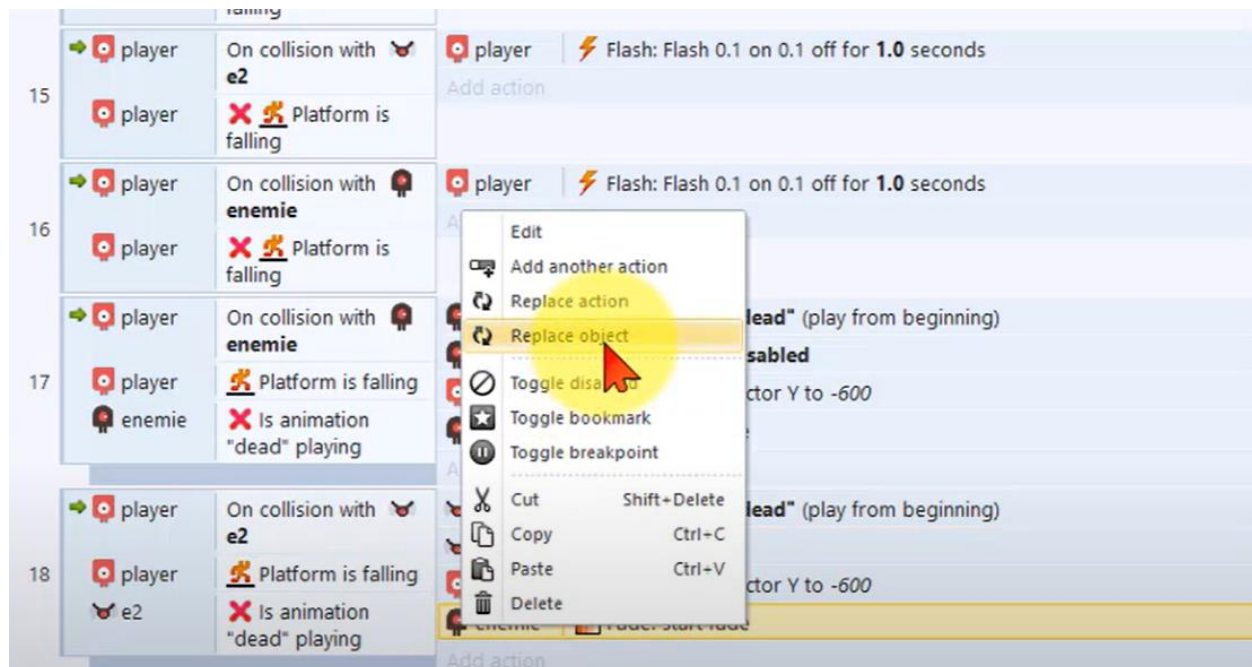 falling
player On collision with player Flash: Flash 0.1 on 0.1 off for 1.0 seconds
e2 Add action
15
player Platform is
falling
player On collision with player Flash: Flash 0.1 on 0.1 off for 1.0 seconds
enemie
16
player Platform is
falling
Edit
Add another action
Replace action
Replace object
Toggle
Toggle bookmark
Toggle breakpoint
Cut Shift+Delete
Copy Ctrl+C
Paste Ctrl+V
Delete
player On collision with dead" (play from beginning)
enemie sabled
17 player Platform is falling ctor Y to -600
enemie Is animation
"dead" playing
player On collision with dead" (play from beginning)
e2
18 player Platform is falling ctor Y to -600
e2 Is animation enemie Fade: start fade
"dead" playing
Add action